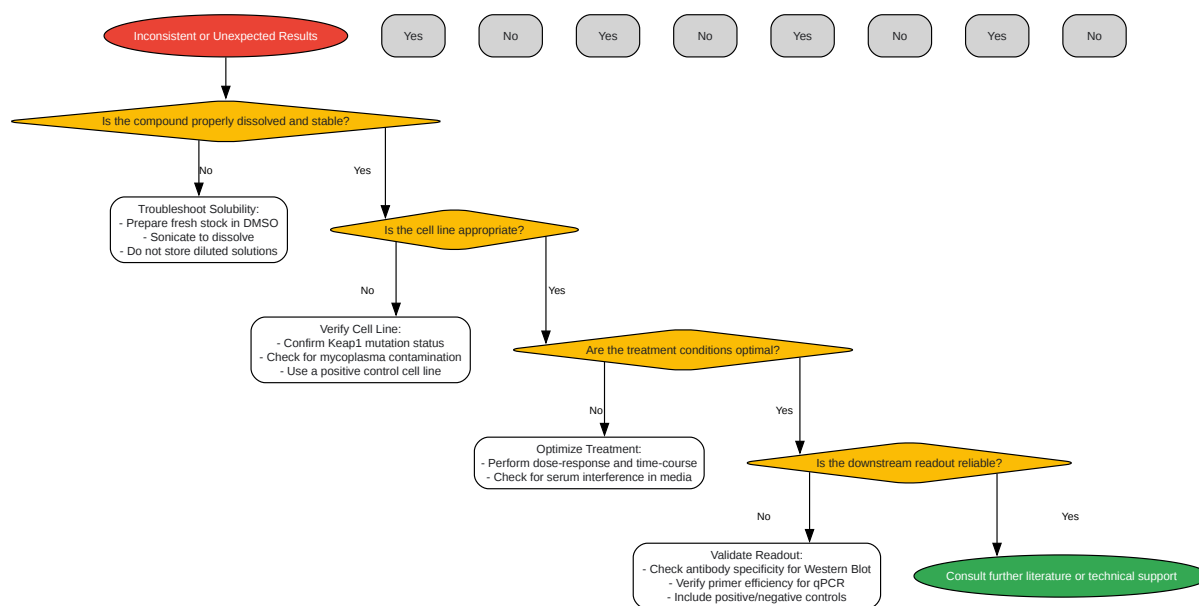 Inconsistent or Unexpected Results
Yes
No
Yes
No
Yes
No
Yes
No
Is the compound properly dissolved and stable?
No
Yes
Troubleshoot Solubility:
- Prepare fresh stock in DMSO
- Sonicate to dissolve
- Do not store diluted solutions
Is the cell line appropriate?
No
Yes
Verify Cell Line:
- Confirm Keap1 mutation status
- Check for mycoplasma contamination
- Use a positive control cell line
Are the treatment conditions optimal?
No
Yes
Optimize Treatment:
- Perform dose-response and time-course
- Check for serum interference in media
Is the downstream readout reliable?
No
Yes
Validate Readout:
- Check antibody specificity for Western Blot
- Verify primer efficiency for qPCR
- Include positive/negative controls
Consult further literature or technical support